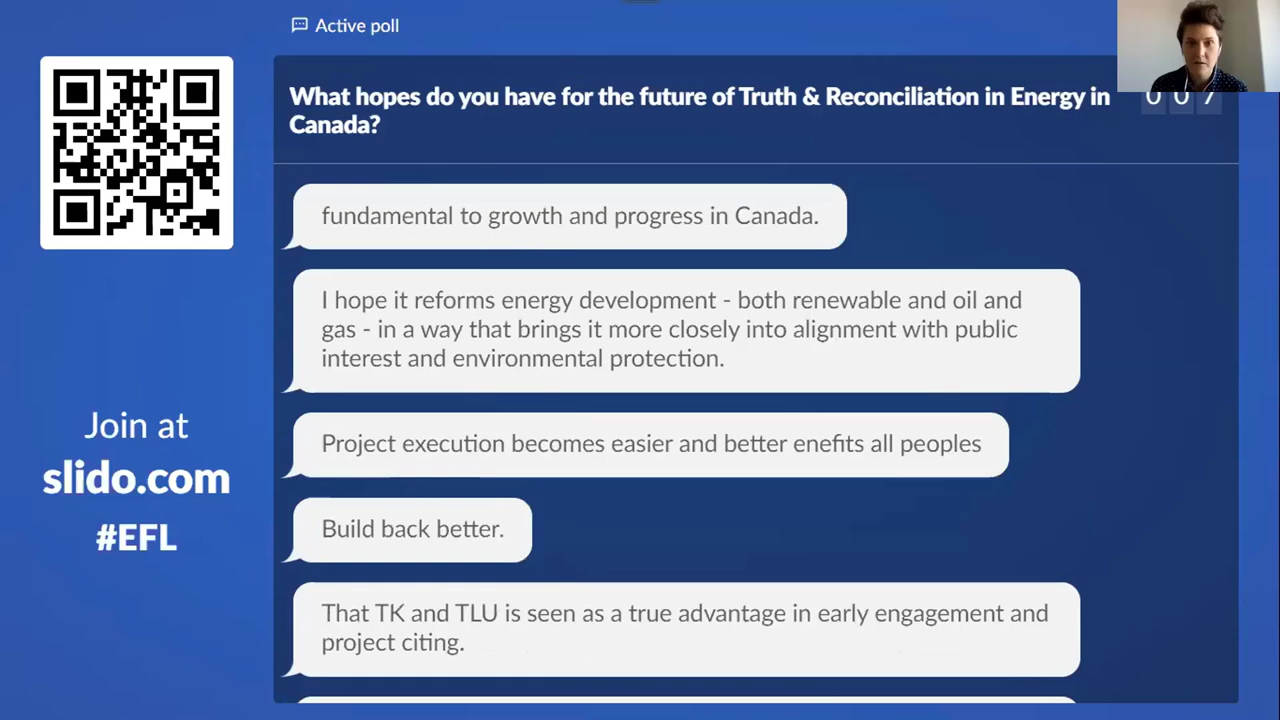 Active poll
What hopes do you have for the future of Truth & Reconciliation in Energy in
Canada?
0 0 7
fundamental to growth and progress in Canada.
I hope it reforms energy development - both renewable and oil and
gas - in a way that brings it more closely into alignment with public
interest and environmental protection.
Project execution becomes easier and better enefits all peoples
Build back better.
That TK and TLU is seen as a true advantage in early engagement and
project citing.
Join at
slido.com
#EFL